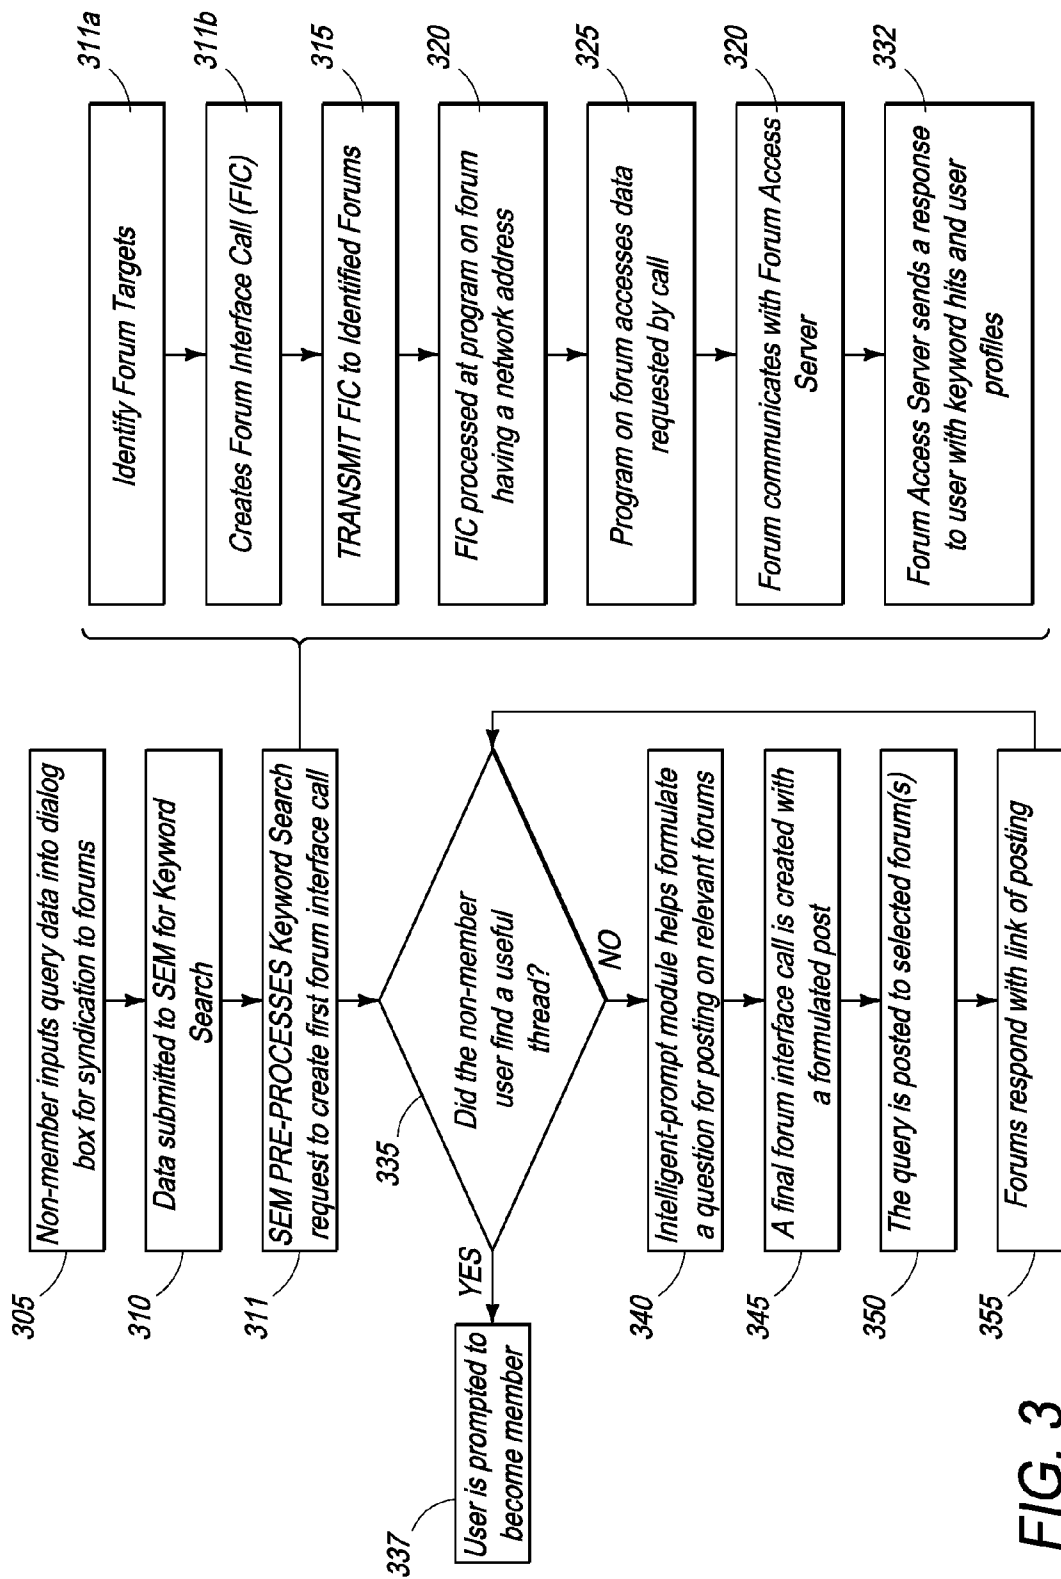 305
Non-member inputs query data into dialog
box for syndication to forums
310
Data submitted to SEM for Keyword
Search
311
SEM PRE-PROCESSES Keyword Search
request to create first forum interface call
335
Did the non-member
user find a useful
thread?
YES
NO
337
User is prompted to
become member
340
Intelligent-prompt module helps formulate
a question for posting on relevant forums
345
A final forum interface call is created with
a formulated post
350
The query is posted to selected forum(s)
355
Forums respond with link of posting
311a
Identify Forum Targets
311b
Creates Forum Interface Call (FIC)
315
TRANSMIT FIC to Identified Forums
320
FIC processed at program on forum
having a network address
325
Program on forum accesses data
requested by call
320
Forum communicates with Forum Access
Server
332
Forum Access Server sends a response
to user with keyword hits and user
profiles
FIG. 3